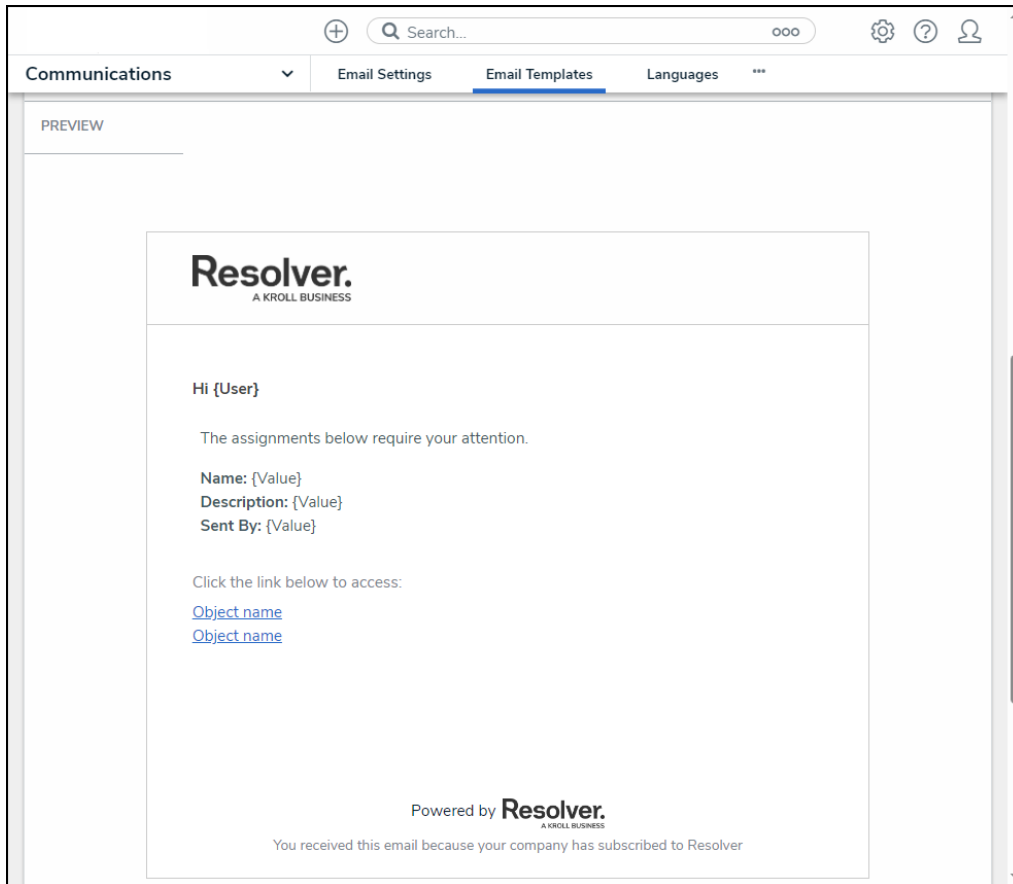 Search...
Communications
Email Settings
Email Templates
Languages
PREVIEW
Resolver.
A KROLL BUSINESS
Hi {User}
The assignments below require your attention.
Name: {Value}
Description: {Value}
Sent By: {Value}
Click the link below to access:
Object name
Object name
Powered by Resolver.
A KROLL BUSINESS
You received this email because your company has subscribed to Resolver